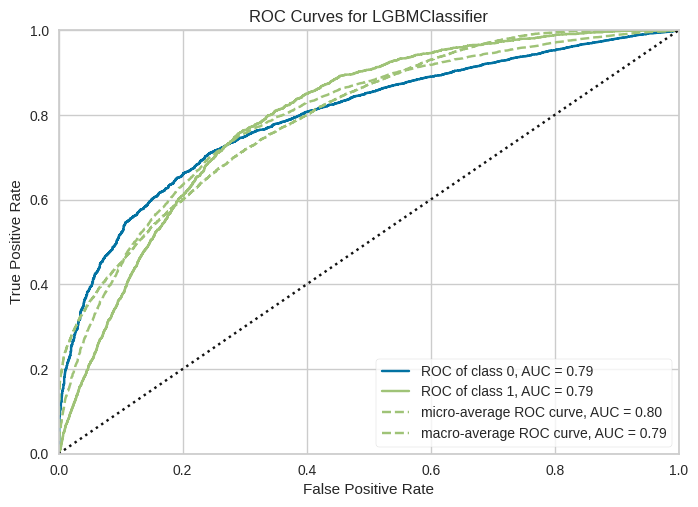 ROC Curves for LGBMClassifier
True Positive Rate
1.0
0.8
0.6
0.4
0.2
0.0
ROC of class 0, AUC = 0.79
ROC of class 1, AUC = 0.79
micro-average ROC curve, AUC = 0.80
macro-average ROC curve, AUC = 0.79
0.0 0.2 0.4 0.6 0.8 1.0
False Positive Rate